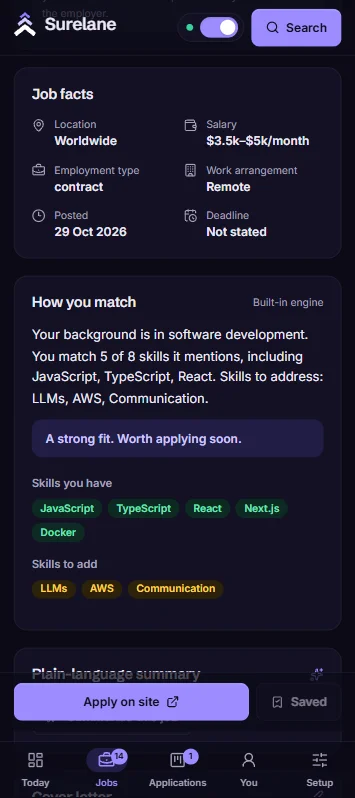 the employer.
Surelane
Search
Job facts
Location
Worldwide
Salary
$3.5k–$5k/month
Employment type
contract
Work arrangement
Remote
Posted
29 Oct 2026
Deadline
Not stated
How you match
Built-in engine
Your background is in software development.
You match 5 of 8 skills it mentions, including
JavaScript, TypeScript, React. Skills to address:
LLMs, AWS, Communication.
A strong fit. Worth applying soon.
Skills you have
JavaScript TypeScript React Next.js
Docker
Skills to add
LLMs AWS Communication
Plain-language summary
Apply on site
Saved
14
1
Today Jobs Applications You Setup
Cover letter